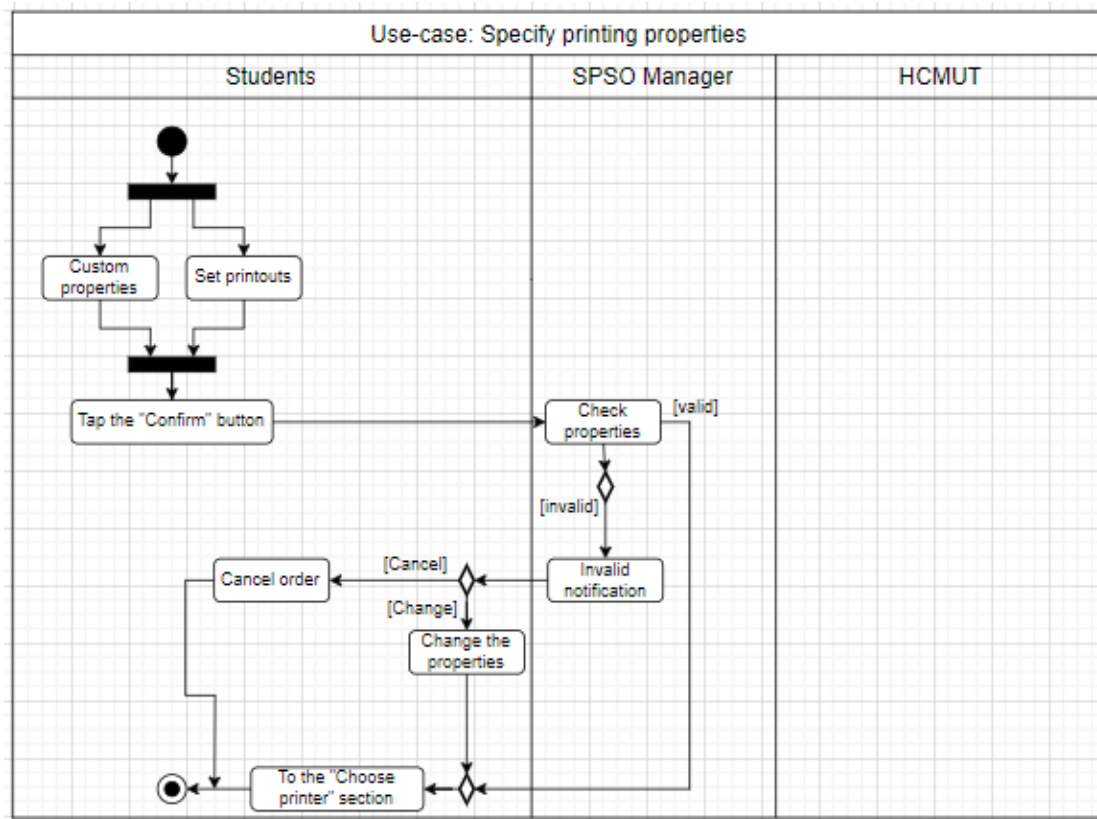 Use-case: Specify printing properties
Students
SPSO Manager
HCMUT
Custom
properties
Set printouts
Tap the "Confirm" button
Check
properties
[valid]
[invalid]
Invalid
notification
[Cancel]
Cancel order
[Change]
Change the
properties
To the "Choose
printer" section